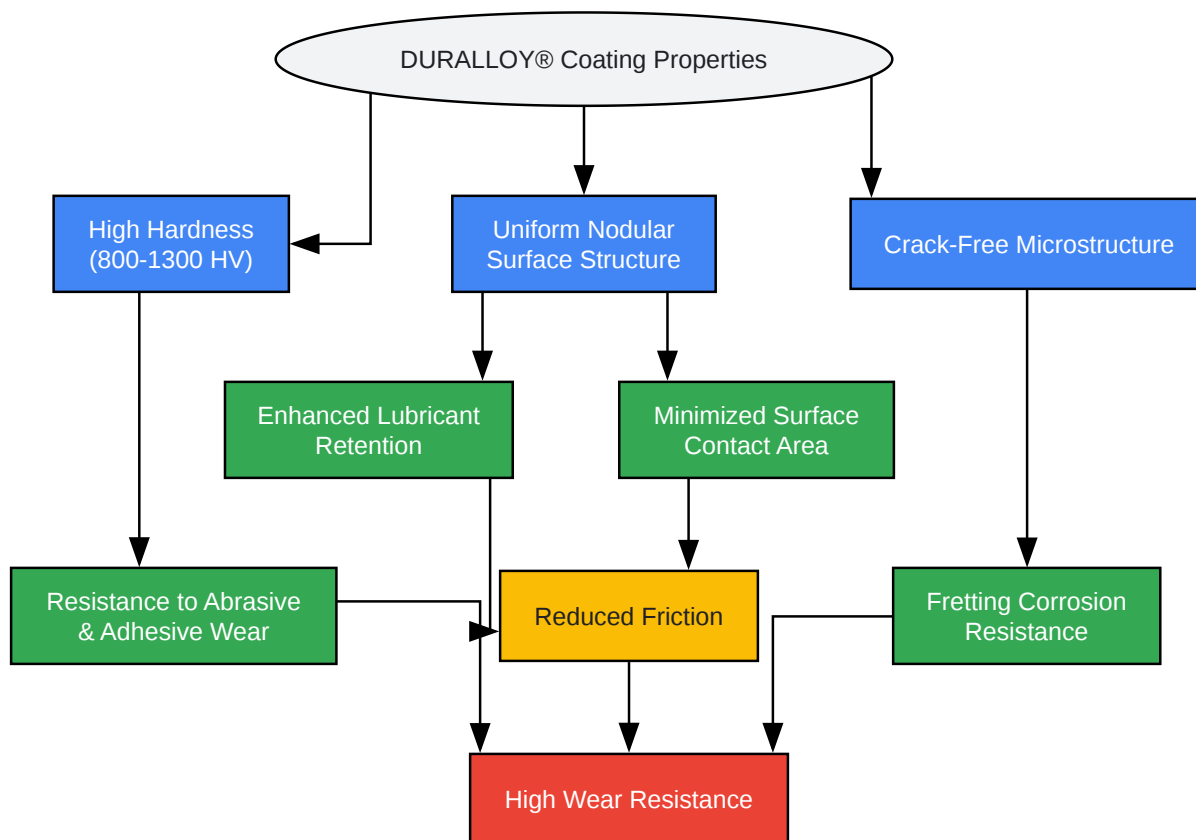 DURALLOY® Coating Properties
High Hardness
(800-1300 HV)
Uniform Nodular
Surface Structure
Crack-Free Microstructure
Enhanced Lubricant
Retention
Minimized Surface
Contact Area
Resistance to Abrasive
& Adhesive Wear
Reduced Friction
Fretting Corrosion
Resistance
High Wear Resistance